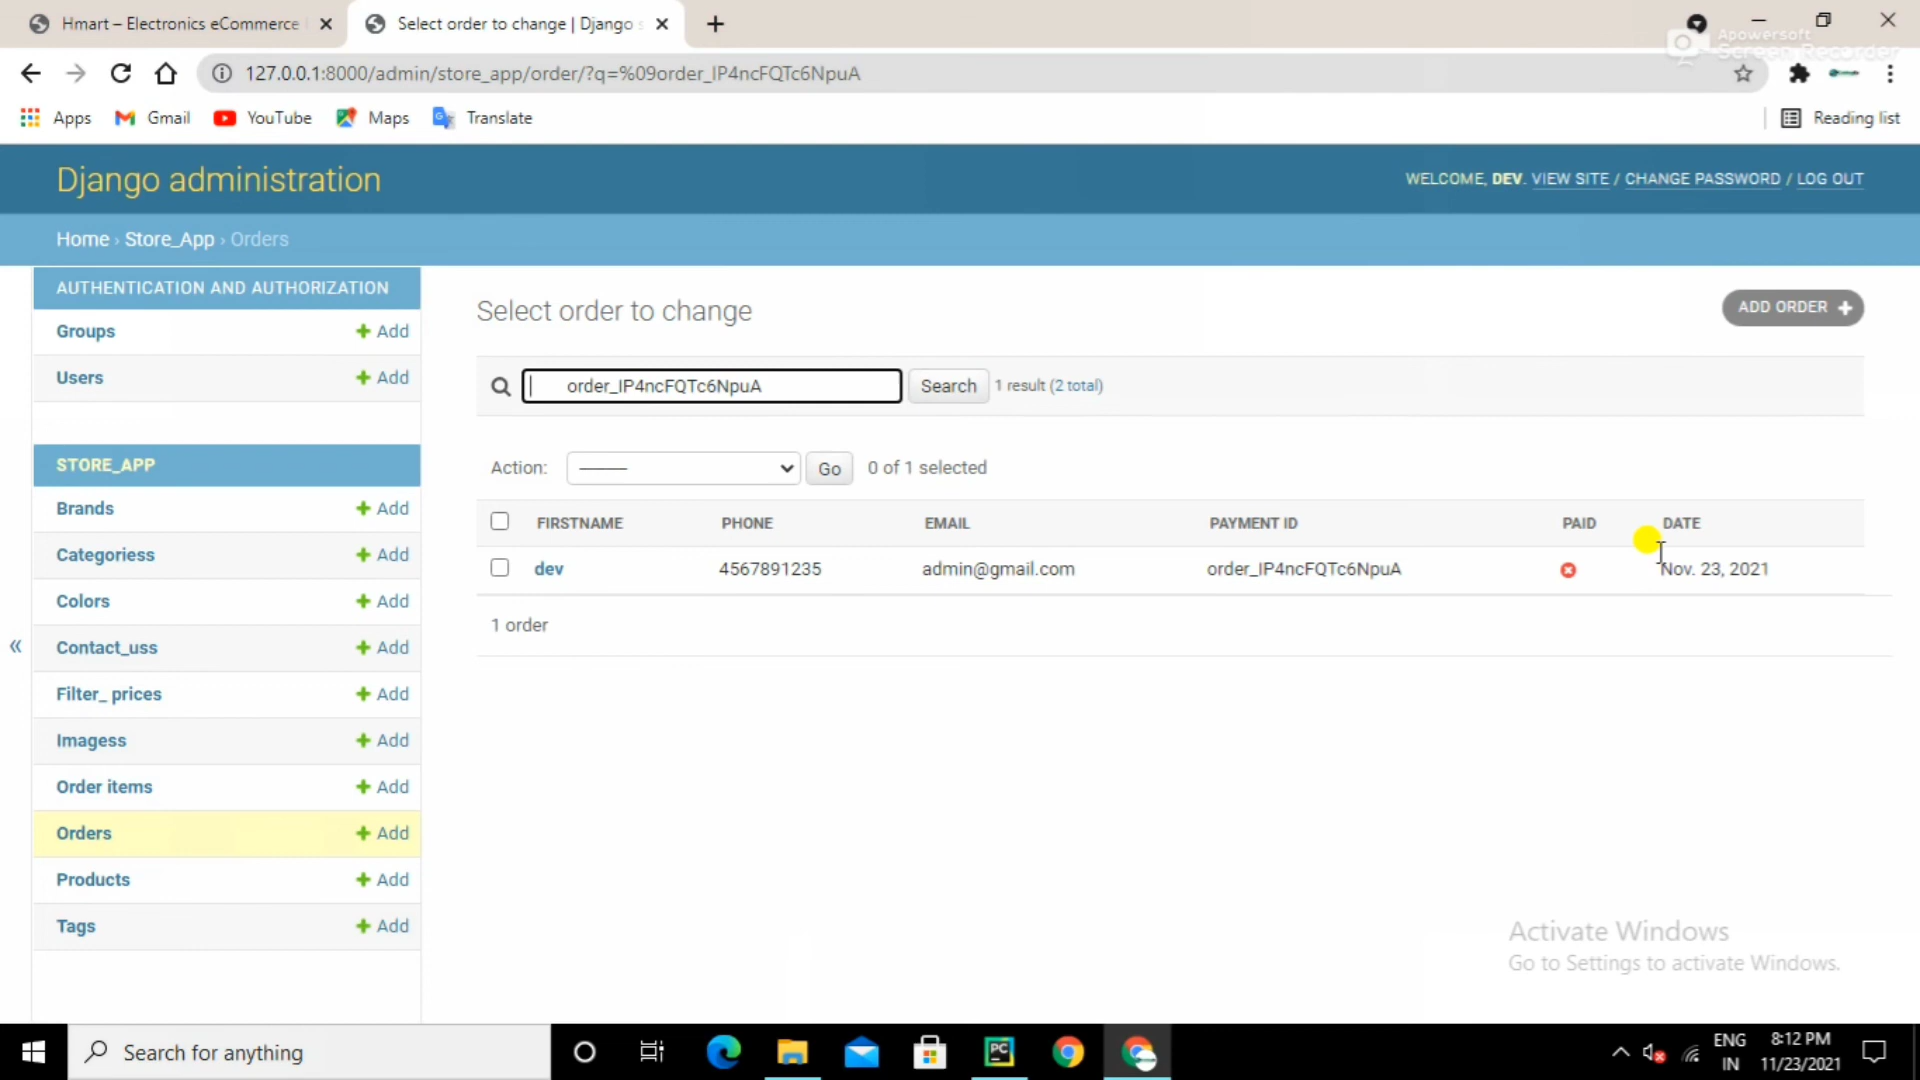 Hmart – Electronics eCommerce
Select order to change | Django s
Apowersoft
Screen Recorder
127.0.0.1:8000/admin/store_app/order/?q=%09order_IP4ncFQTc6NpuA
Apps
Gmail
YouTube
Maps
Translate
Reading list
Django administration
WELCOME, DEV. VIEW SITE / CHANGE PASSWORD / LOG OUT
Home › Store_App › Orders
AUTHENTICATION AND AUTHORIZATION
Groups + Add
Users + Add
STORE_APP
Brands + Add
Categoriess + Add
Colors + Add
Contact_uss + Add
Filter_ prices + Add
Imagess + Add
Order items + Add
Orders + Add
Products + Add
Tags + Add
«
Select order to change
ADD ORDER +
order_IP4ncFQTc6NpuA Search 1 result (2 total)
Action: --------- Go 0 of 1 selected
FIRSTNAME PHONE EMAIL PAYMENT ID PAID DATE
dev 4567891235 admin@gmail.com order_IP4ncFQTc6NpuA Nov. 23, 2021
1 order
Activate Windows
Go to Settings to activate Windows.
Search for anything
PC
ENG
IN
8:12 PM
11/23/2021